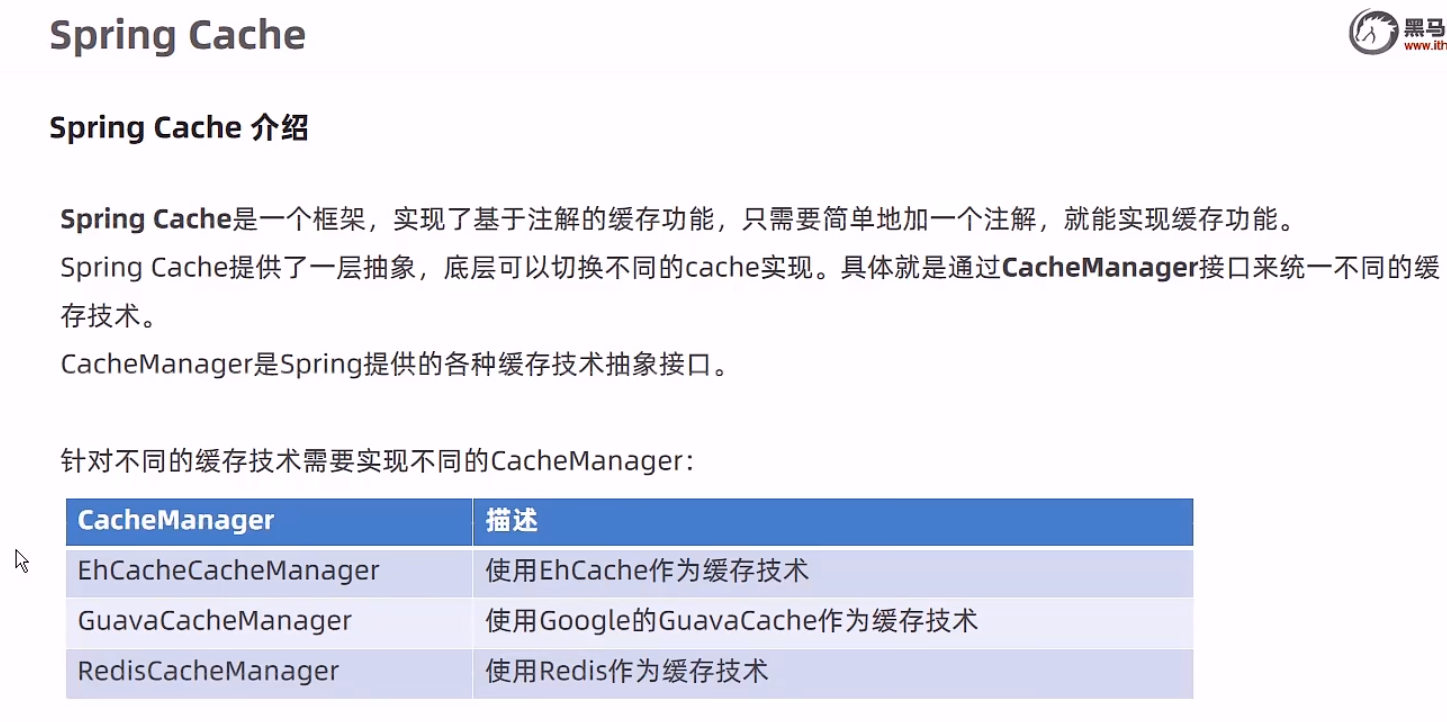 Spring Cache
黑马
www.ith
Spring Cache 介绍
Spring Cache是一个框架，实现了基于注解的缓存功能，只需要简单地加一个注解，就能实现缓存功能。
Spring Cache提供了一层抽象，底层可以切换不同的cache实现。具体就是通过CacheManager接口来统一不同的缓
存技术。
CacheManager是Spring提供的各种缓存技术抽象接口。
针对不同的缓存技术需要实现不同的CacheManager：
CacheManager 描述
EhCacheCacheManager 使用EhCache作为缓存技术
GuavaCacheManager 使用Google的GuavaCache作为缓存技术
RedisCacheManager 使用Redis作为缓存技术